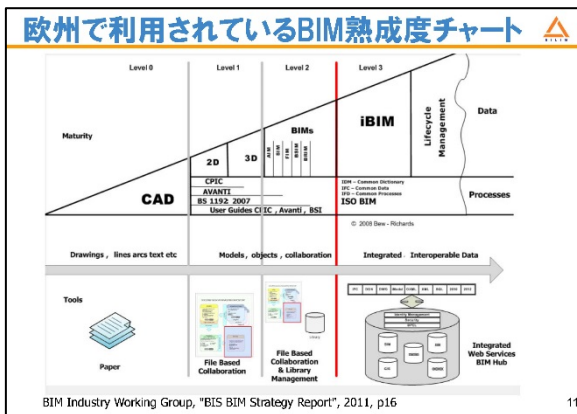 欧州で利用されているBIM熟成度チャート
Level 0
Level 1
Level 2
Level 3
Maturity
CAD
2D
3D
BIMs
AIM
SIM
FIM
BSIM
BRIM
iBIM
Lifecycle
Management
Data
CPIC
AVANTI
BS 1192 2007
User Guides CPIC , Avanti , BSI
IDM – Common Dictionary
IFC – Common Data
IFD – Common Processes
ISO BIM
Processes
© 2008 Bew - Richards
Drawings , lines arcs text etc
Models , objects , collaboration
Integrated , Interoperable Data
Tools
Paper
File Based
Collaboration
File Based
Collaboration
& Library
Management
Integrated
Web Services
BIM Hub
BIM Industry Working Group, "BIS BIM Strategy Report", 2011, p16
11